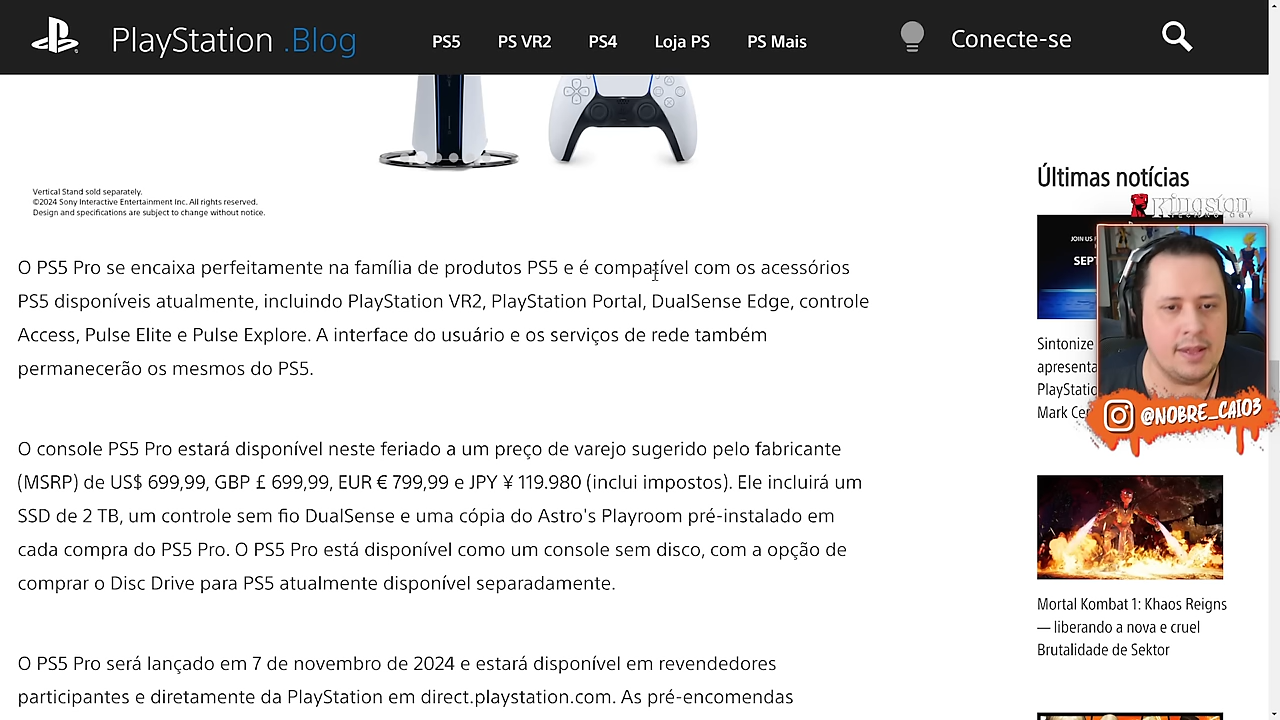 PlayStation .Blog
PS5
PS VR2
PS4
Loja PS
PS Mais
Conecte-se
Vertical Stand sold separately.
©2024 Sony Interactive Entertainment Inc. All rights reserved.
Design and specifications are subject to change without notice.
O PS5 Pro se encaixa perfeitamente na família de produtos PS5 e é compatível com os acessórios
PS5 disponíveis atualmente, incluindo PlayStation VR2, PlayStation Portal, DualSense Edge, controle
Access, Pulse Elite e Pulse Explore. A interface do usuário e os serviços de rede também
permanecerão os mesmos do PS5.
O console PS5 Pro estará disponível neste feriado a um preço de varejo sugerido pelo fabricante
(MSRP) de US$ 699,99, GBP £ 699,99, EUR € 799,99 e JPY ¥ 119.980 (inclui impostos). Ele incluirá um
SSD de 2 TB, um controle sem fio DualSense e uma cópia do Astro's Playroom pré-instalado em
cada compra do PS5 Pro. O PS5 Pro está disponível como um console sem disco, com a opção de
comprar o Disc Drive para PS5 atualmente disponível separadamente.
O PS5 Pro será lançado em 7 de novembro de 2024 e estará disponível em revendedores
participantes e diretamente da PlayStation em direct.playstation.com. As pré-encomendas
Últimas notícias
Kingston
TECHNOLOGY
JOIN US
SEPT
Sintonize
apresenta
PlayStatio
Mark Ce
@NOBRE_CAIO3
Mortal Kombat 1: Khaos Reigns
— liberando a nova e cruel
Brutalidade de Sektor